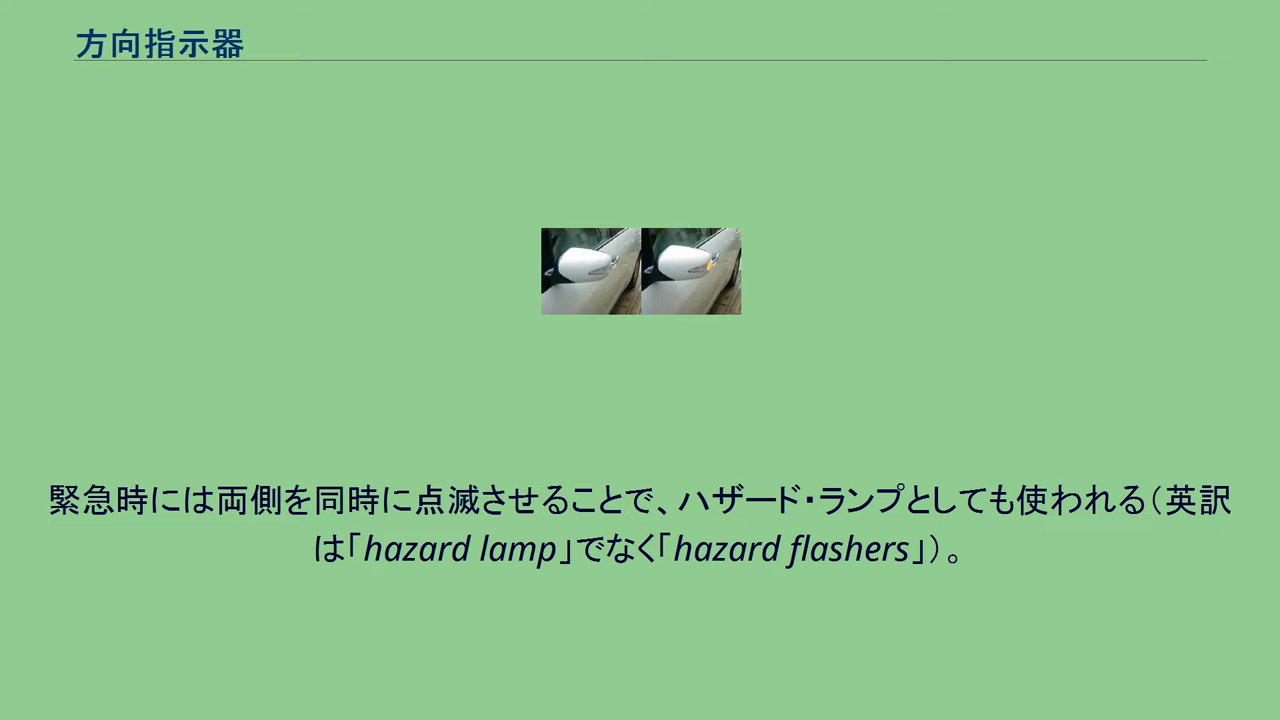 方向指示器
緊急時には両側を同時に点滅させることで、ハザード・ランプとしても使われる（英訳
は「hazard lamp」でなく「hazard flashers」）。